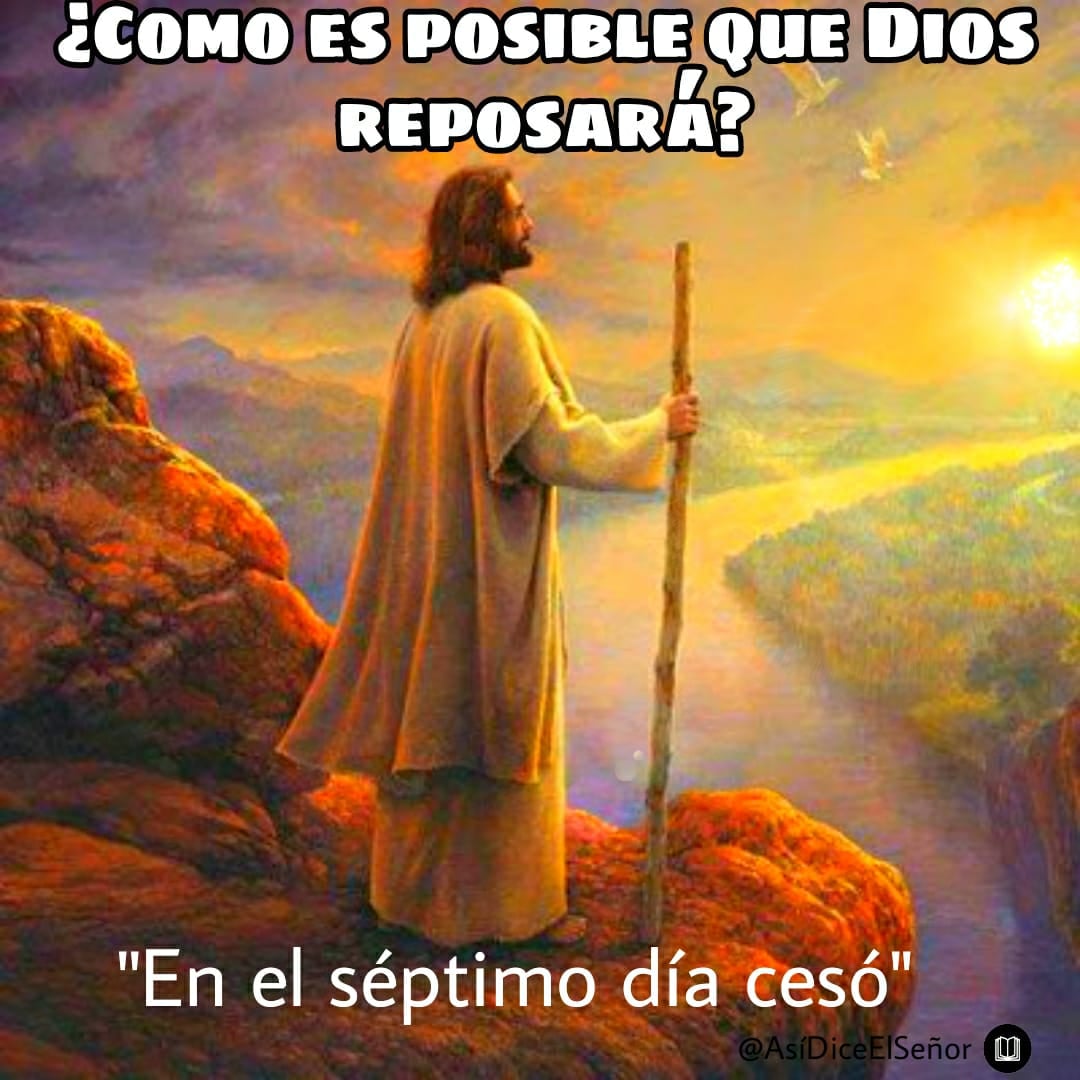 ¿Como es posible que Dios
reposará?
"En el séptimo día cesó"
@AsíDiceElSeñor